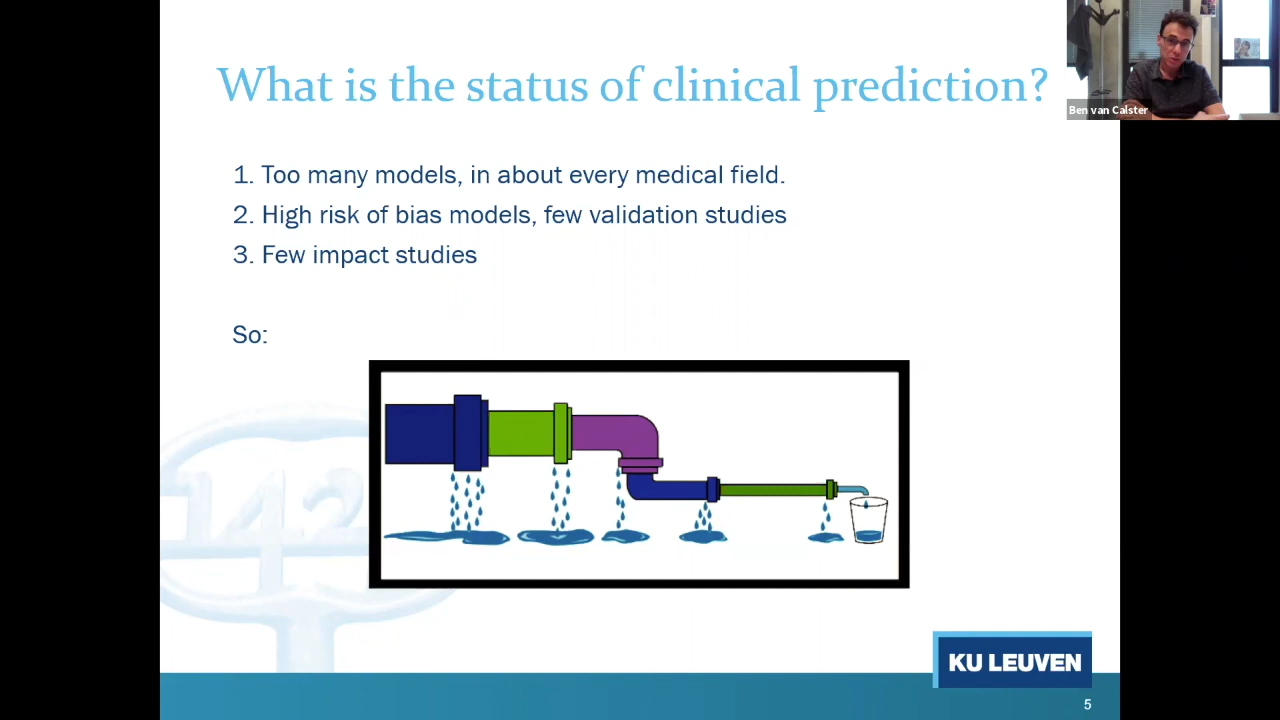 What is the status of clinical prediction?
Ben van Calster
1. Too many models, in about every medical field.
2. High risk of bias models, few validation studies
3. Few impact studies
So:
142
KU LEUVEN
5